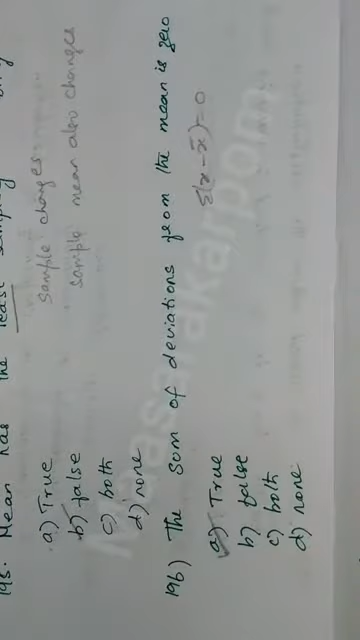 195. Mean has the least sampling
Sample changes
Sample mean also changes
a) True
b) false
c) both
d) none
196) The Sum of deviations from the mean is zero
Σ(x-x̄)=0
a) True
b) false
c) both
d) none